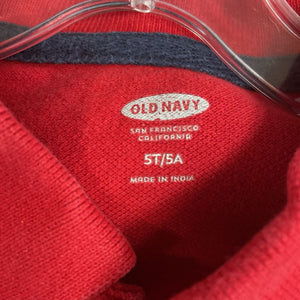 OLD NAVY
SAN FRANCISCO
CALIFORNIA
5T/5A
MADE IN INDIA